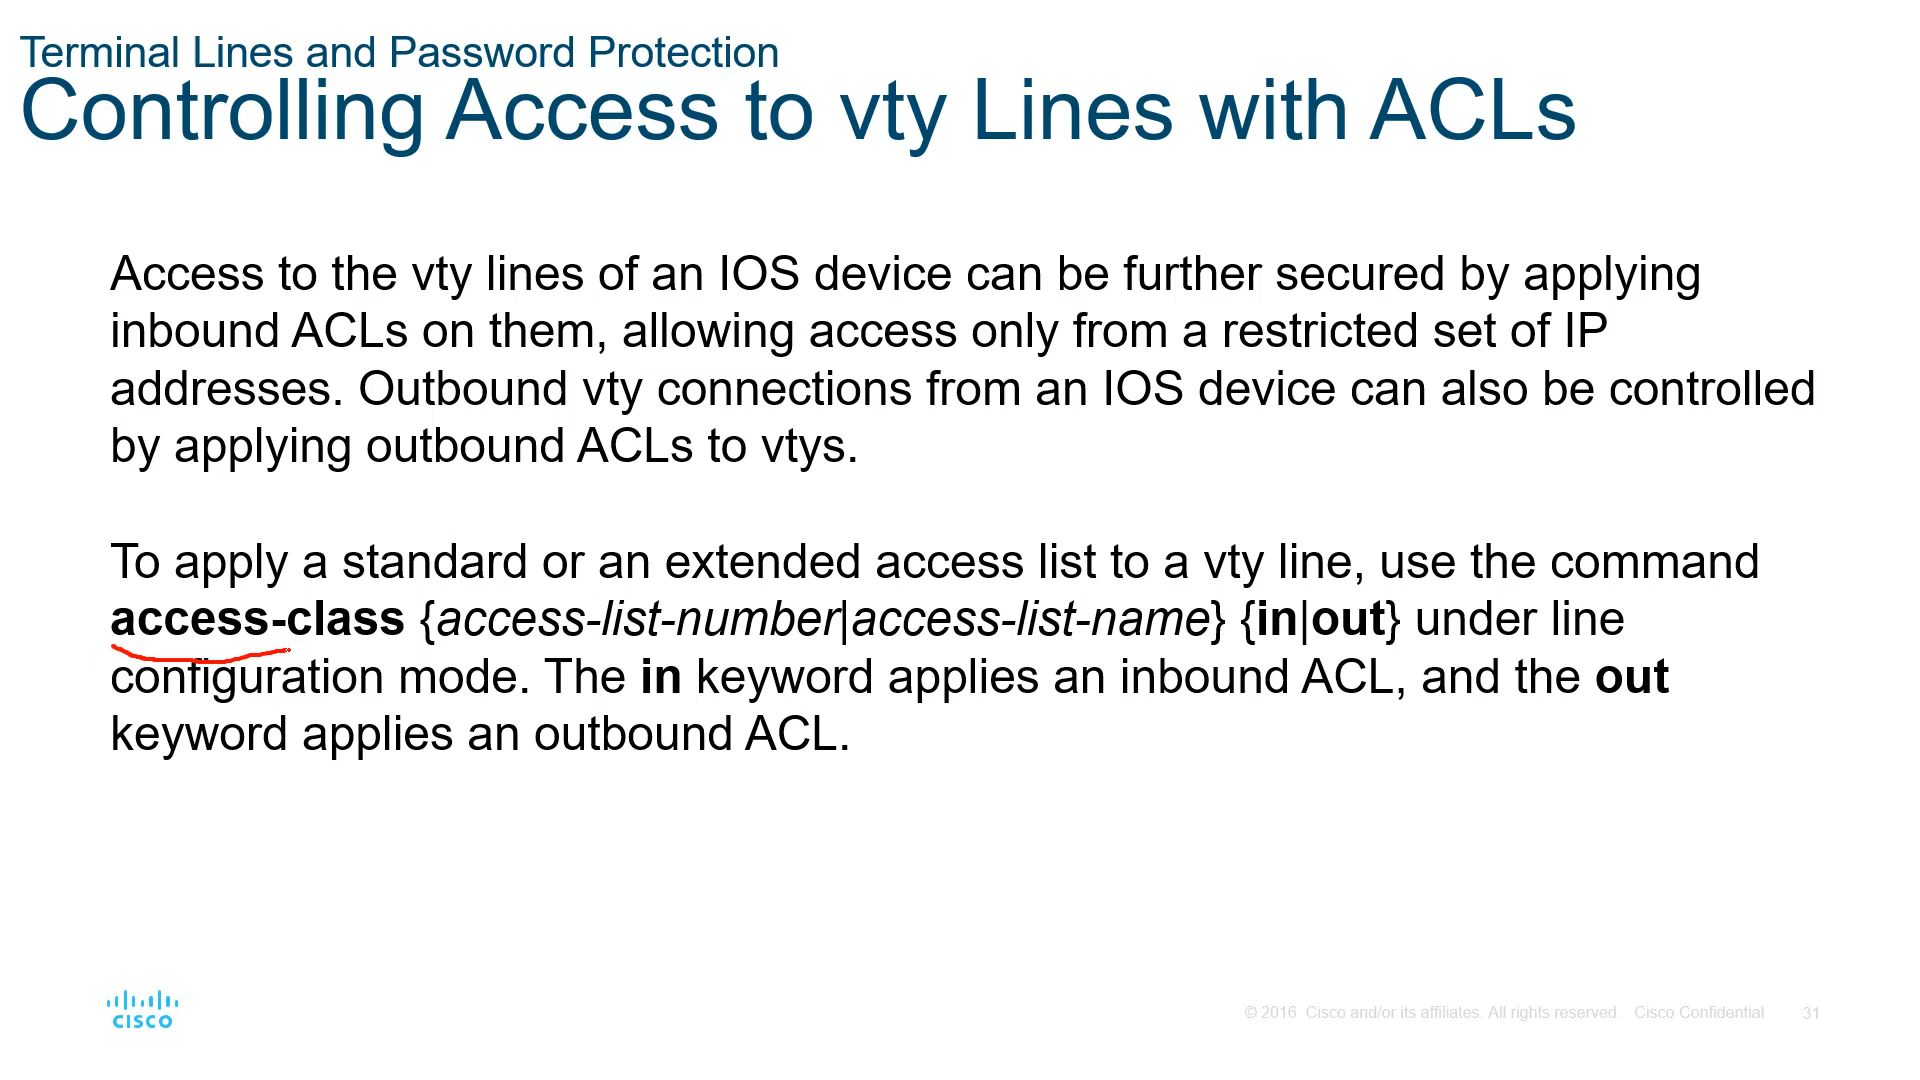 Terminal Lines and Password Protection
Controlling Access to vty Lines with ACLs
Access to the vty lines of an IOS device can be further secured by applying
inbound ACLs on them, allowing access only from a restricted set of IP
addresses. Outbound vty connections from an IOS device can also be controlled
by applying outbound ACLs to vtys.
To apply a standard or an extended access list to a vty line, use the command
access-class {access-list-number|access-list-name} {in|out} under line
configuration mode. The in keyword applies an inbound ACL, and the out
keyword applies an outbound ACL.
CISCO
© 2016 Cisco and/or its affiliates. All rights reserved. Cisco Confidential 31